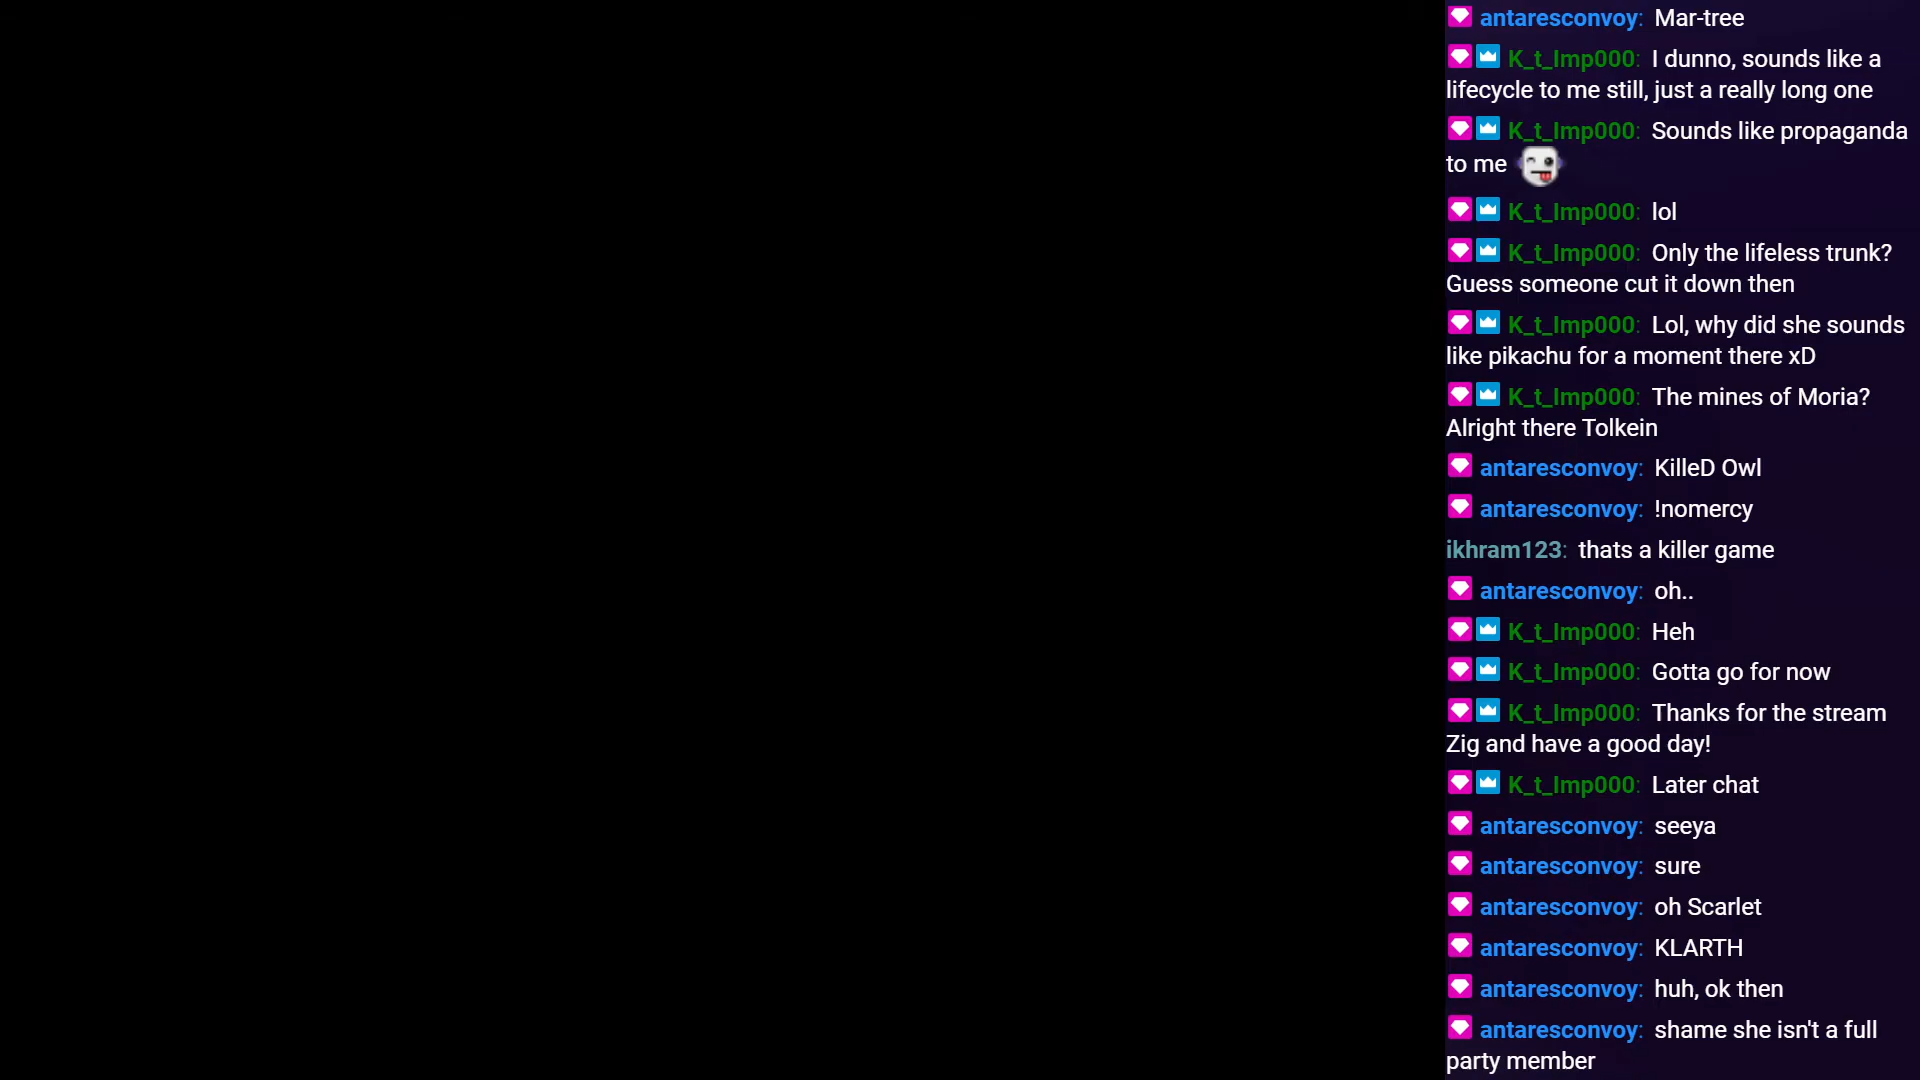 antaresconvoy: Mar-tree
K_t_Imp000: I dunno, sounds like a
lifecycle to me still, just a really long one
K_t_Imp000: Sounds like propaganda
to me
K_t_Imp000: lol
K_t_Imp000: Only the lifeless trunk?
Guess someone cut it down then
K_t_Imp000: Lol, why did she sounds
like pikachu for a moment there xD
K_t_Imp000: The mines of Moria?
Alright there Tolkein
antaresconvoy: KilleD Owl
antaresconvoy: !nomercy
ikhram123: thats a killer game
antaresconvoy: oh..
K_t_Imp000: Heh
K_t_Imp000: Gotta go for now
K_t_Imp000: Thanks for the stream
Zig and have a good day!
K_t_Imp000: Later chat
antaresconvoy: seeya
antaresconvoy: sure
antaresconvoy: oh Scarlet
antaresconvoy: KLARTH
antaresconvoy: huh, ok then
antaresconvoy: shame she isn't a full
party member